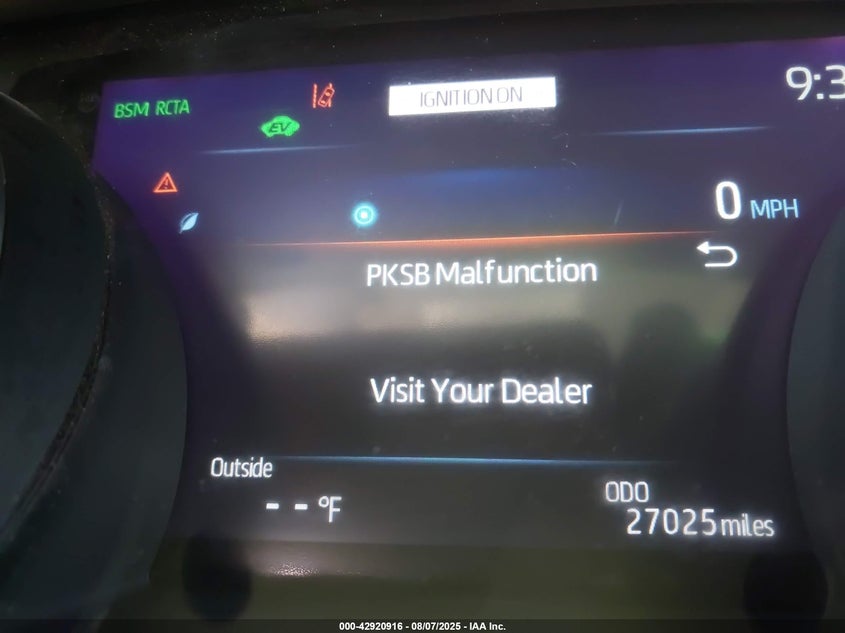 BSM RCTA
EV
IGNITION ON
9:3
0 MPH
PKSB Malfunction
Visit Your Dealer
Outside
- - °F
ODO
27025 miles
000-42920916 - 08/07/2025 - IAA Inc.